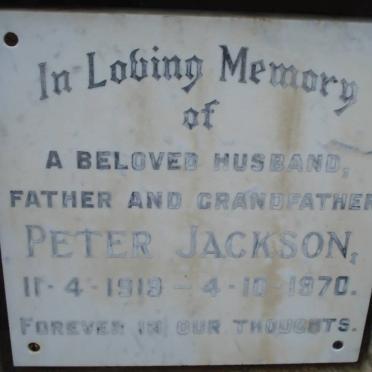 In Loving Memory
of
A BELOVED HUSBAND,
FATHER AND GRANDFATHER
PETER JACKSON,
11-4-1919 – 4-10-1970.
FOREVER IN OUR THOUGHTS.